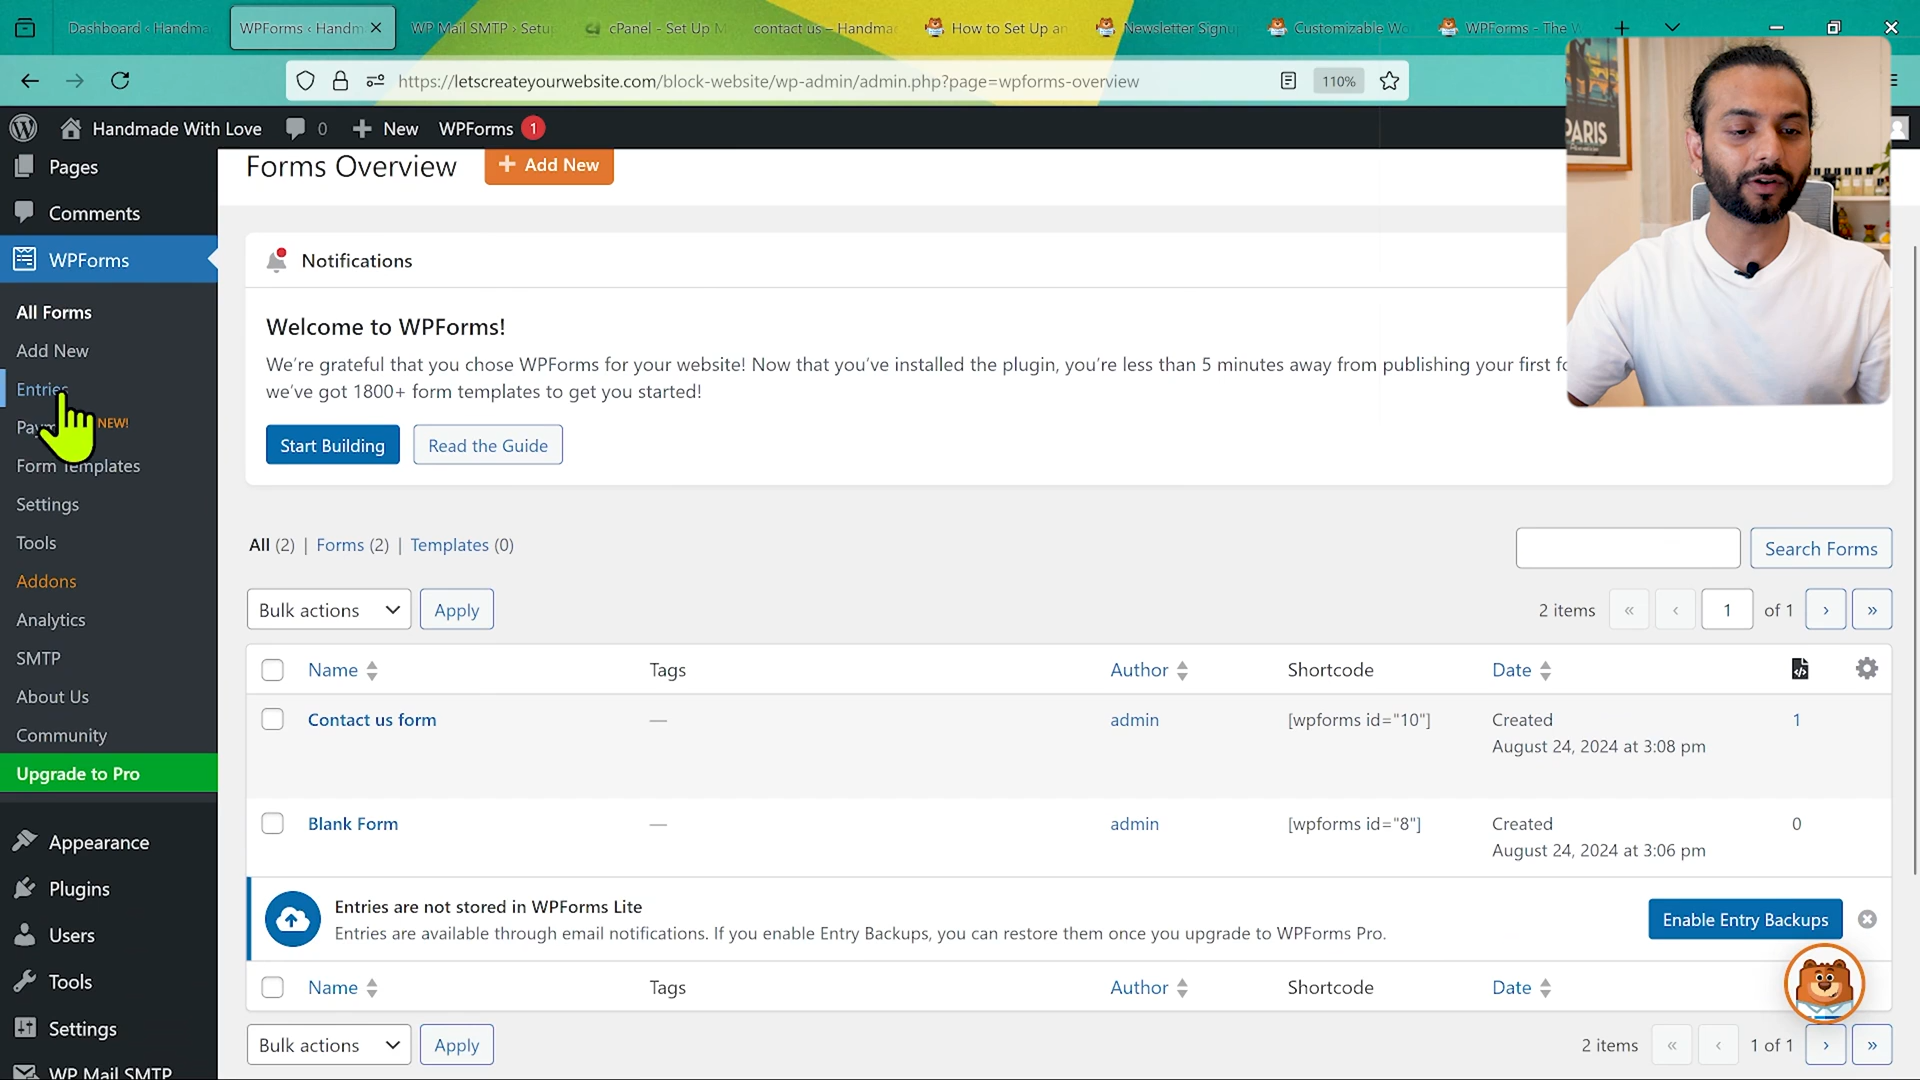 Dashboard ‹ Handma
WPForms ‹ Handm
WP Mail SMTP › Setu
cPanel - Set Up M
contact us – Handma
How to Set Up an
Newsletter Signu
Customizable Wo
WPForms - The W
https://letscreateyourwebsite.com/block-website/wp-admin/admin.php?page=wpforms-overview
110%
PARIS
Handmade With Love
0
New
WPForms
1
Pages
Comments
WPForms
All Forms
Add New
Entries
NEW!
Form Templates
Settings
Tools
Addons
Analytics
SMTP
About Us
Community
Upgrade to Pro
Appearance
Plugins
Users
Tools
Settings
WP Mail SMTP
Forms Overview
Add New
Notifications
Welcome to WPForms!
We're grateful that you chose WPForms for your website! Now that you've installed the plugin, you're less than 5 minutes away from publishing your first
we've got 1800+ form templates to get you started!
Start Building
Read the Guide
All (2) | Forms (2) | Templates (0)
Search Forms
Bulk actions
Apply
2 items « ‹ 1 of 1 › »
Name Tags Author Shortcode Date
Contact us form — admin [wpforms id="10"] Created 1
August 24, 2024 at 3:08 pm
Blank Form — admin [wpforms id="8"] Created 0
August 24, 2024 at 3:06 pm
Entries are not stored in WPForms Lite
Entries are available through email notifications. If you enable Entry Backups, you can restore them once you upgrade to WPForms Pro.
Enable Entry Backups
Name Tags Author Shortcode Date
Bulk actions
Apply
2 items « ‹ 1 of 1 › »